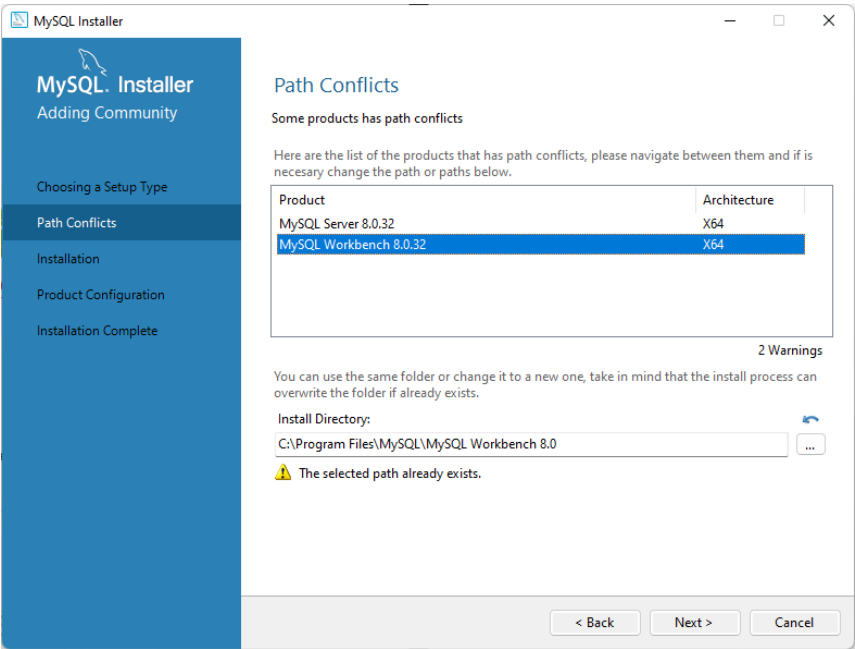 MySQL Installer
MySQL. Installer
Adding Community
Choosing a Setup Type
Path Conflicts
Installation
Product Configuration
Installation Complete
Path Conflicts
Some products has path conflicts
Here are the list of the products that has path conflicts, please navigate between them and if is
necesary change the path or paths below.
Product Architecture
MySQL Server 8.0.32 X64
MySQL Workbench 8.0.32 X64
2 Warnings
You can use the same folder or change it to a new one, take in mind that the install process can
overwrite the folder if already exists.
Install Directory:
C:\Program Files\MySQL\MySQL Workbench 8.0
...
The selected path already exists.
< Back Next > Cancel